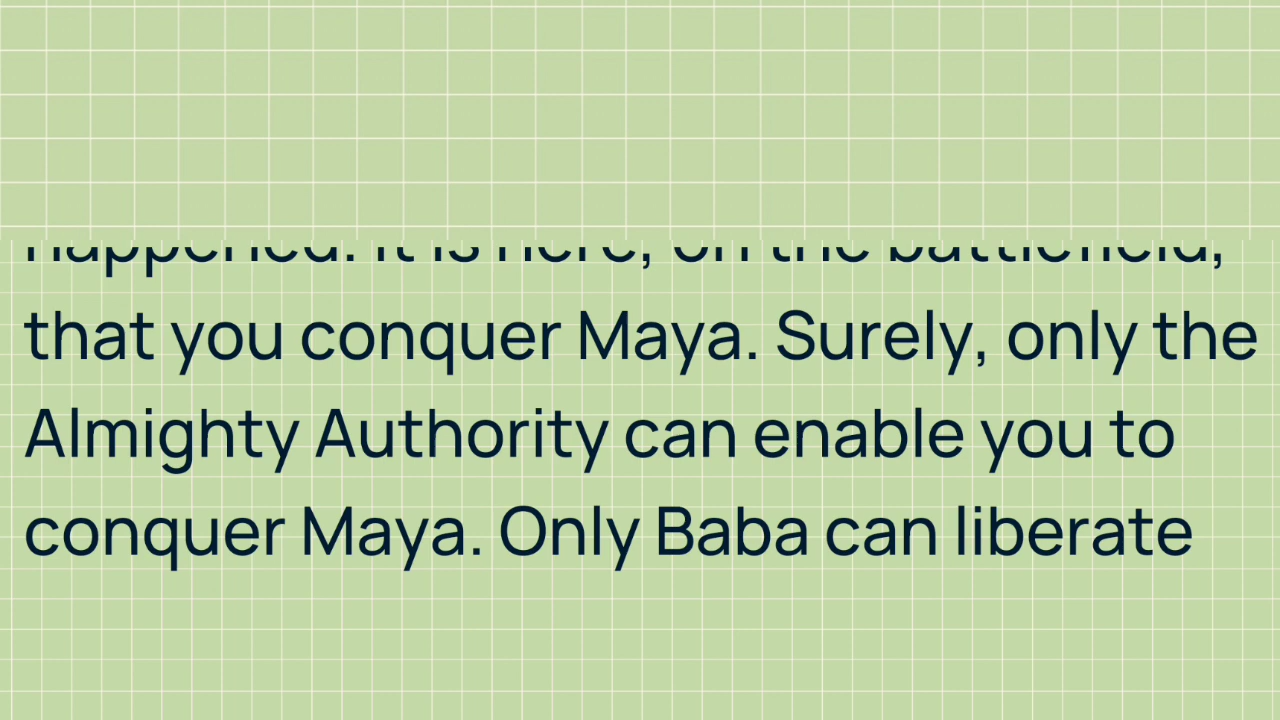 happened. It is here, on the battlefield,
that you conquer Maya. Surely, only the
Almighty Authority can enable you to
conquer Maya. Only Baba can liberate